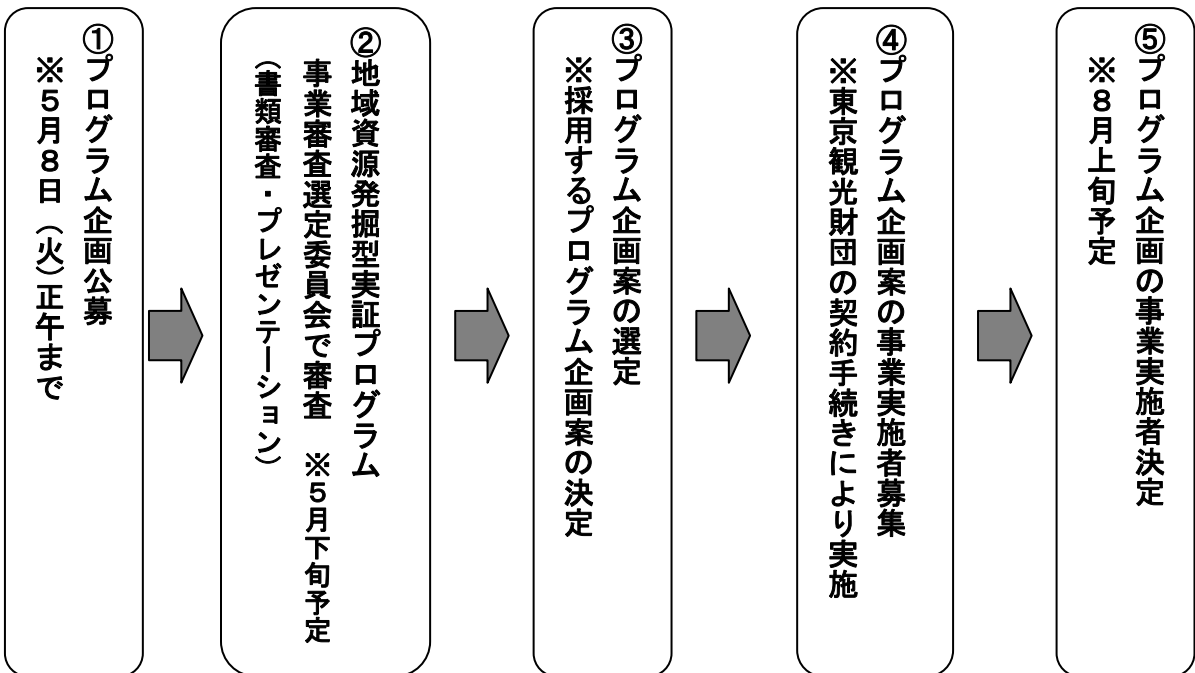 ①プログラム企画公募
※５月８日（火）正午まで
②地域資源発掘型実証プログラム
事業審査選定委員会で審査　※５月下旬予定
（書類審査・プレゼンテーション）
③プログラム企画案の選定
※採用するプログラム企画案の決定
④プログラム企画案の事業実施者募集
※東京観光財団の契約手続きにより実施
⑤プログラム企画の事業実施者決定
※８月上旬予定